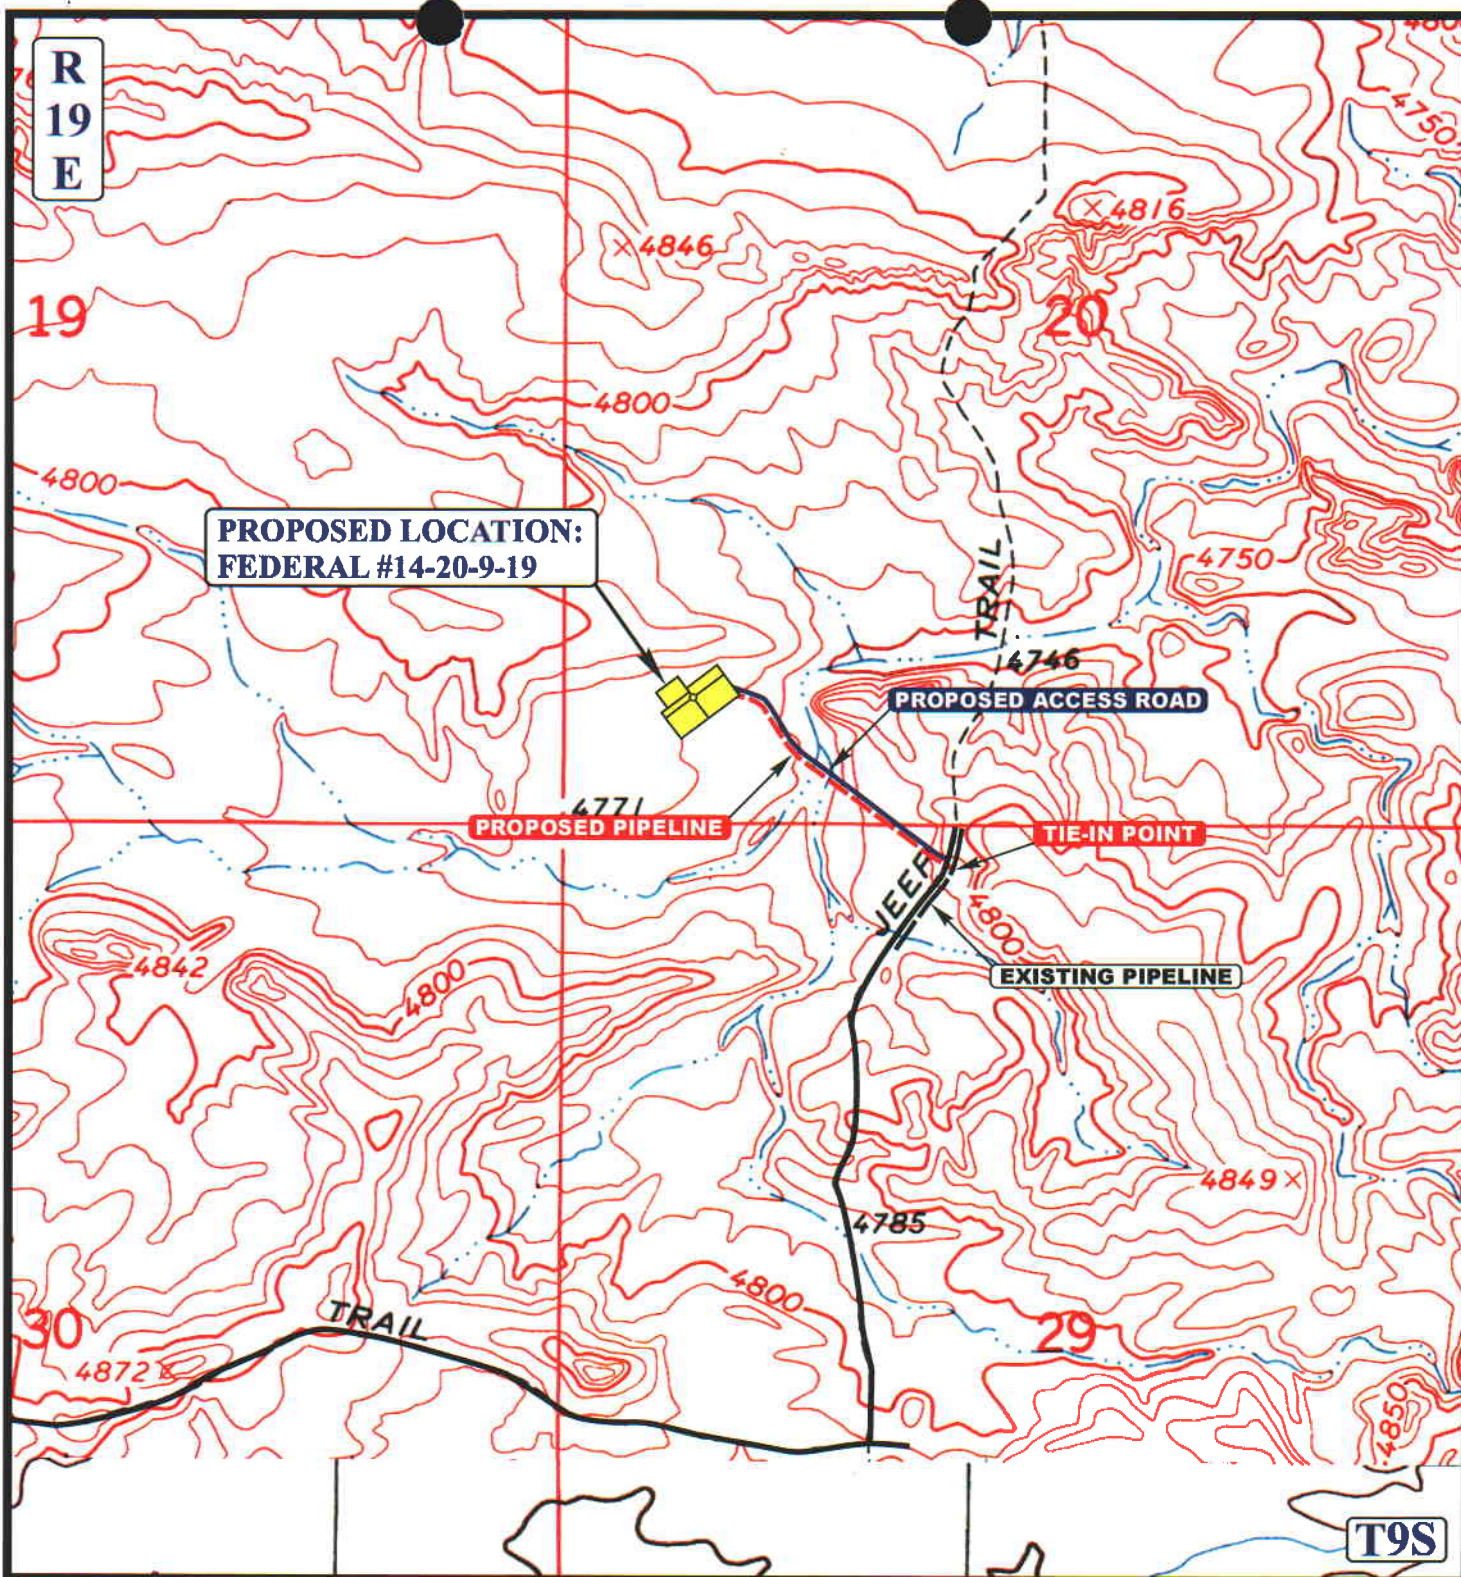 R
19
E
4750
4816
4846
19
20
4800
4800
PROPOSED LOCATION:
FEDERAL #14-20-9-19
4750
TRAIL
4746
PROPOSED ACCESS ROAD
4771
PROPOSED PIPELINE
TIE-IN POINT
JEEP
4800
4842
4800
EXISTING PIPELINE
4849
4785
4800
30
TRAIL
29
4872
4850
T9S